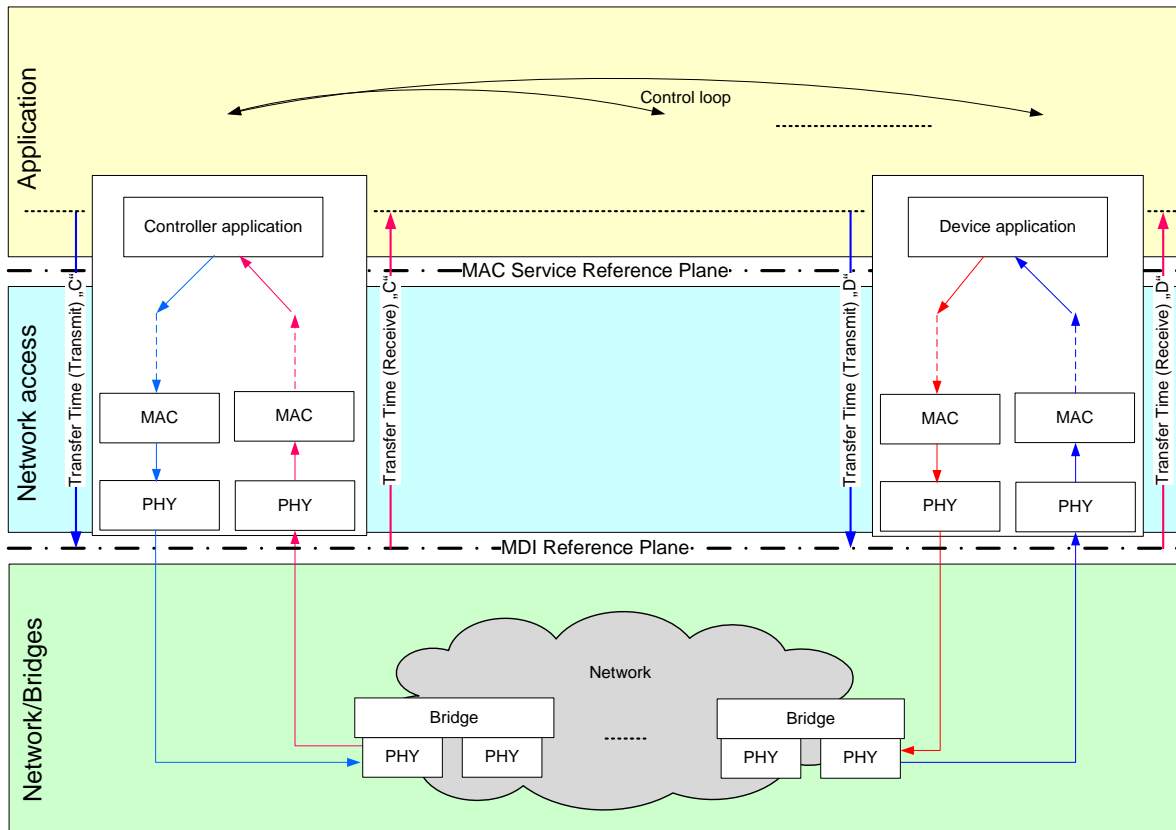 Application
Control loop
Controller application
Device application
MAC Service Reference Plane
Network access
Transfer Time (Transmit) „C“
Transfer Time (Receive) „C“
Transfer Time (Transmit) „D“
Transfer Time (Receive) „D“
MAC
MAC
MAC
MAC
PHY
PHY
PHY
PHY
MDI Reference Plane
Network/Bridges
Network
Bridge
Bridge
PHY
PHY
PHY
PHY